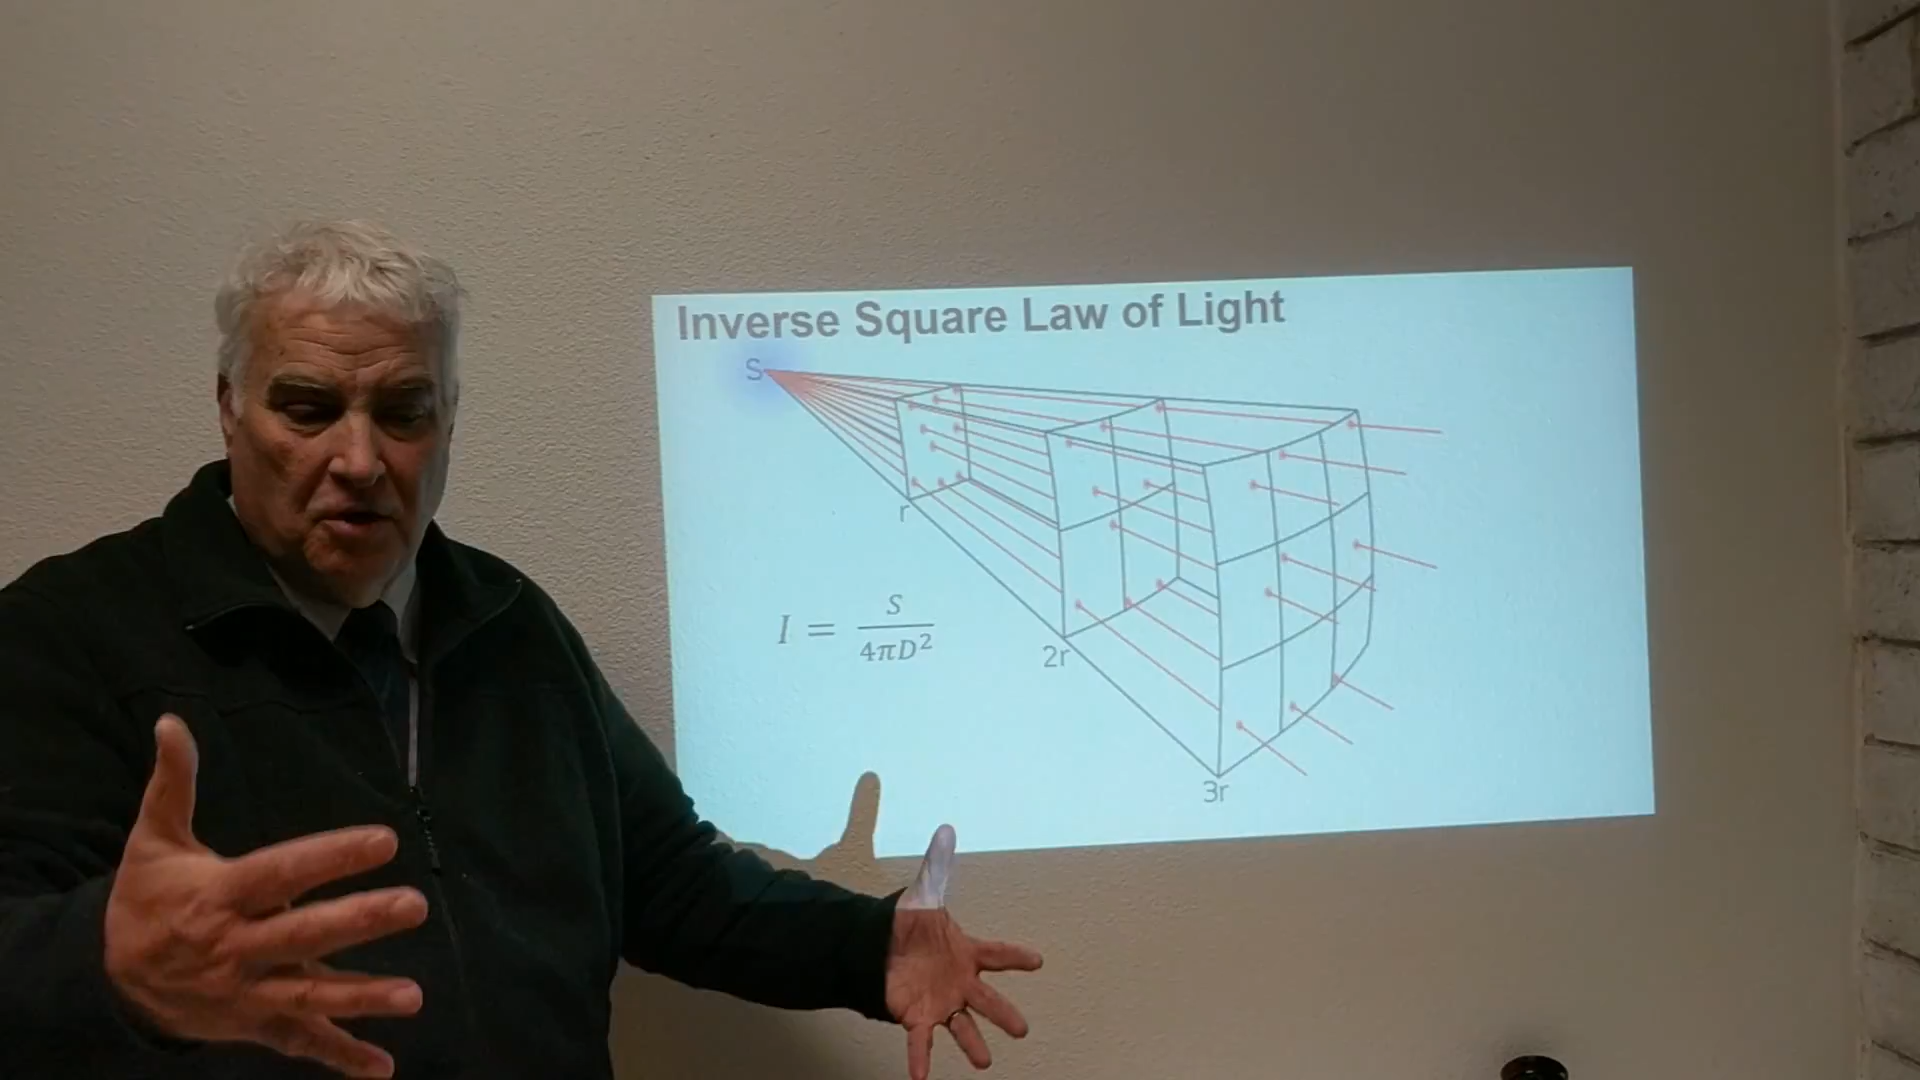 Inverse Square Law of Light
S
r
I = S / 4πD²
2r
3r